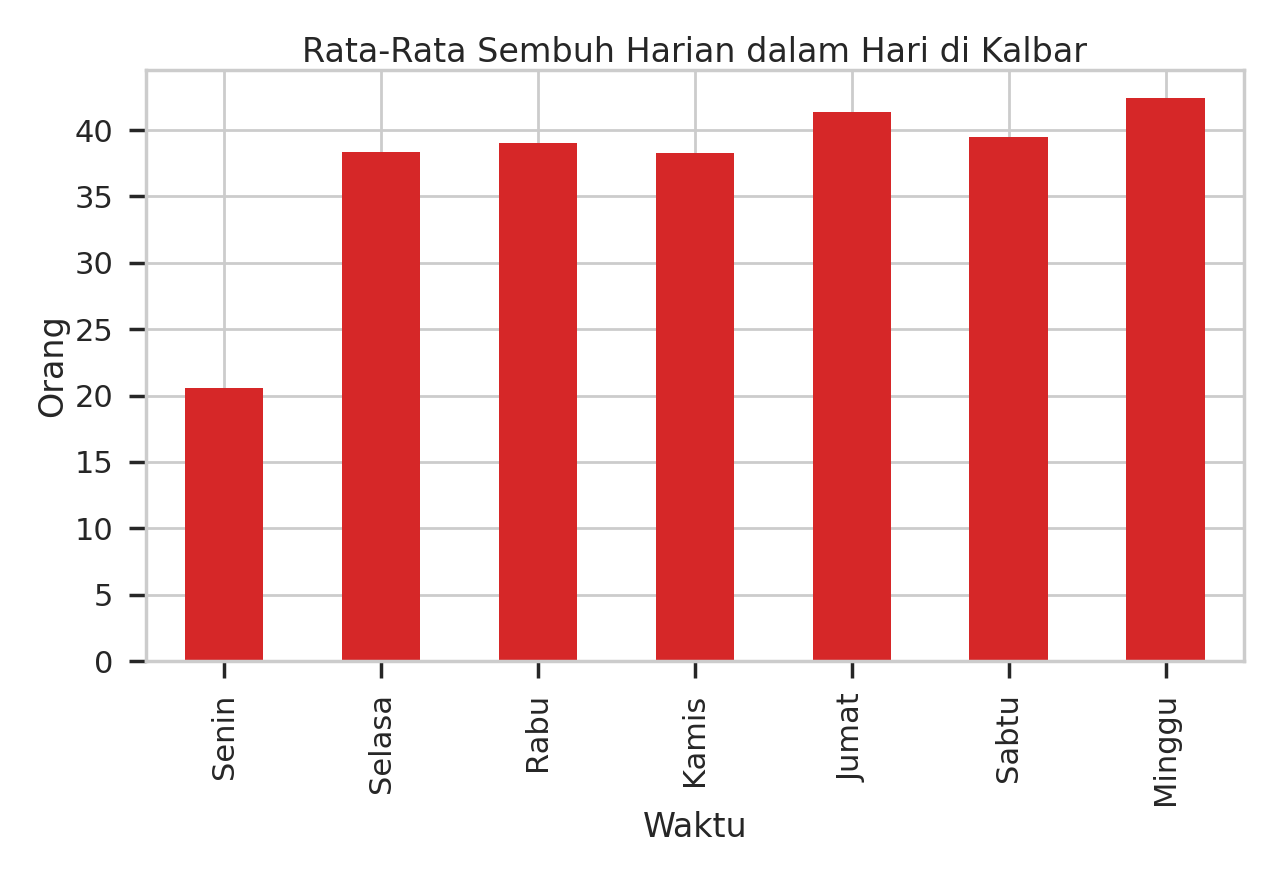 Rata-Rata Sembuh Harian dalam Hari di Kalbar
Orang
40
35
30
25
20
15
10
5
0
Senin
Selasa
Rabu
Kamis
Jumat
Sabtu
Minggu
Waktu